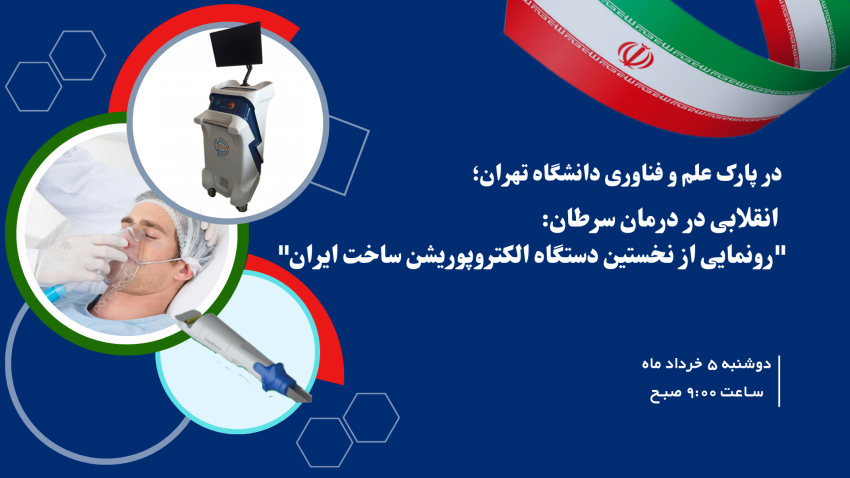 در پارک علم و فناوری دانشگاه تهران؛
انقلابی در درمان سرطان:
"رونمایی از نخستین دستگاه الکتروپوریشن ساخت ایران"
دوشنبه ۵ خرداد ماه
ساعت ۹:۰۰ صبح